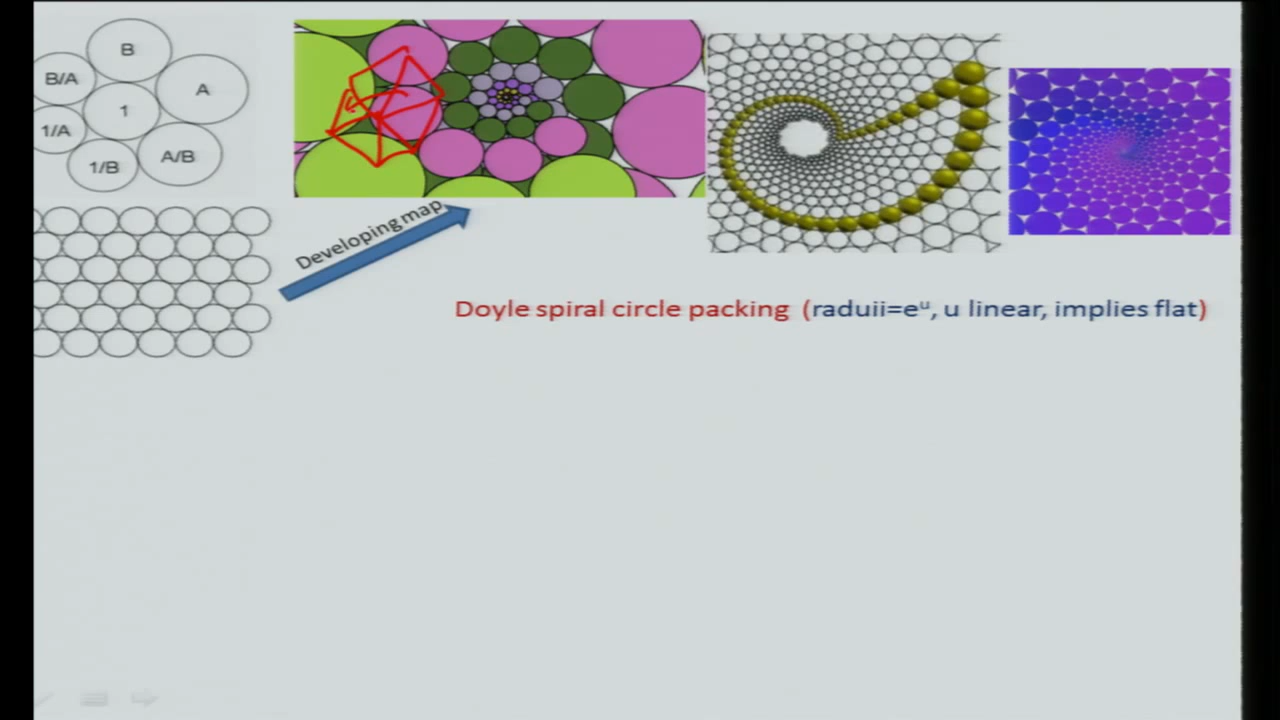 B
B/A
A
1
1/A
1/B
A/B
Developing map
Doyle spiral circle packing (raduii=eᵘ, u linear, implies flat)